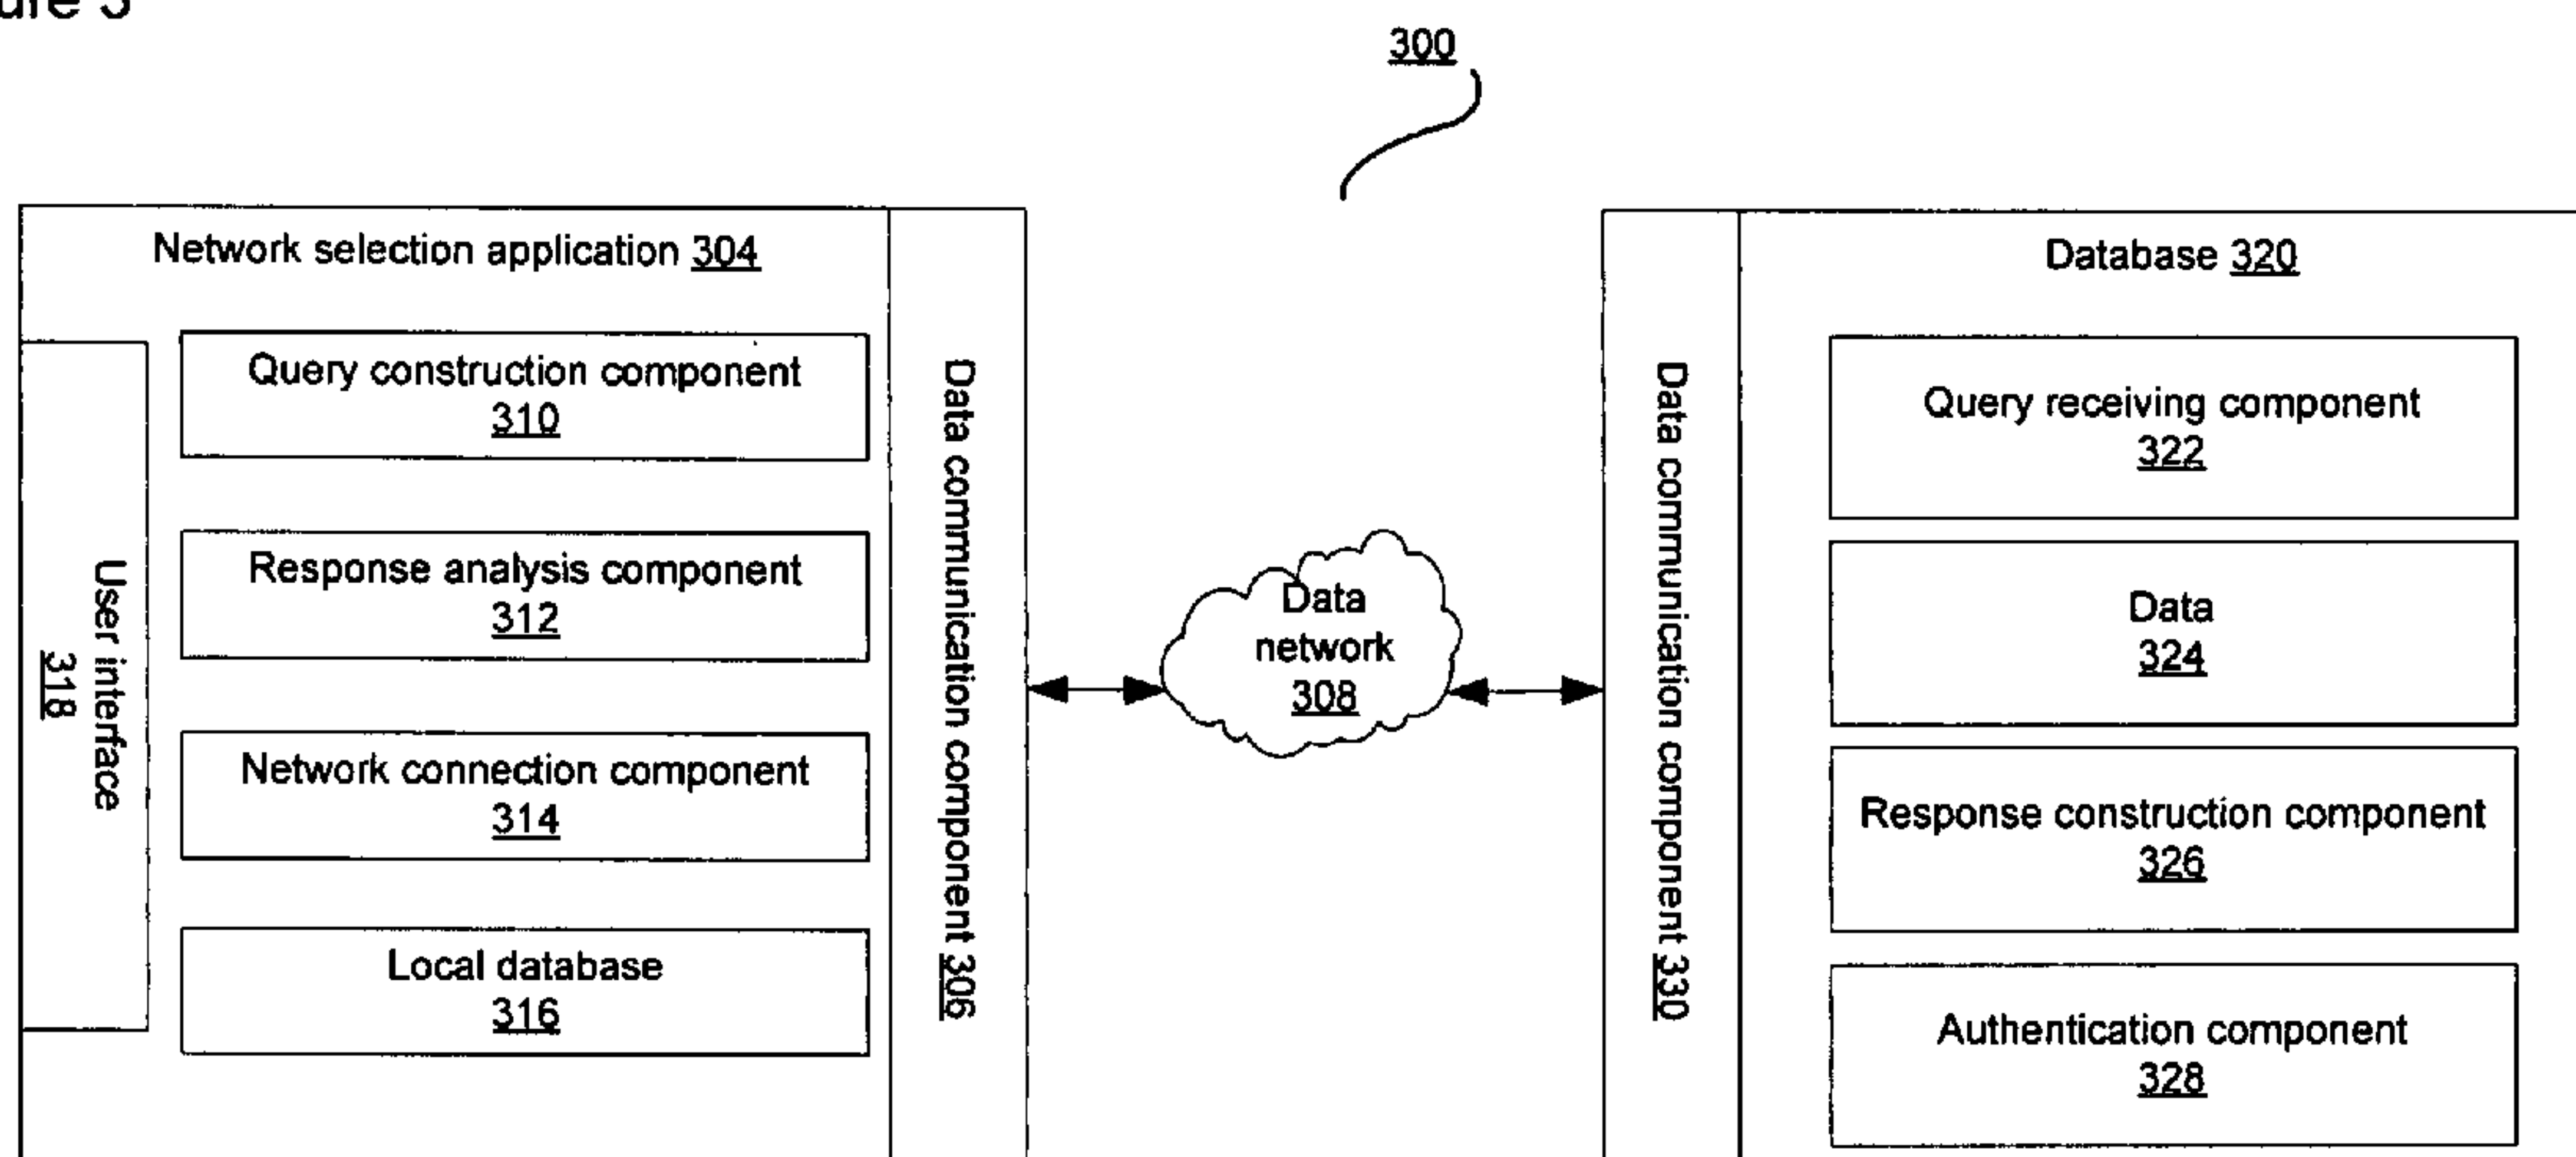 300
Network selection application 304
Query construction component
310
Response analysis component
312
Network connection component
314
Local database
316
User interface
318
Data communication component 306
Data
network
308
Data communication component 330
Database 320
Query receiving component
322
Data
324
Response construction component
326
Authentication component
328